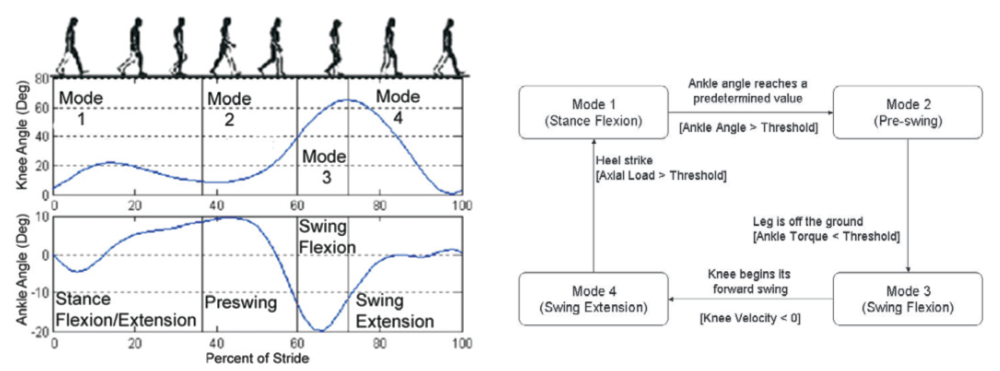 Knee Angle (Deg)
80
60
40
20
0
Mode
1
Mode
2
Mode
3
Mode
4
0
20
40
60
80
100
Ankle Angle (Deg)
10
0
-10
-20
Stance
Flexion/Extension
Preswing
Swing
Flexion
Swing
Extension
0
20
40
60
80
100
Percent of Stride
Mode 1
(Stance Flexion)
Ankle angle reaches a
predetermined value
[Ankle Angle > Threshold]
Mode 2
(Pre-swing)
Heel strike
[Axial Load > Threshold]
Leg is off the ground
[Ankle Torque < Threshold]
Mode 4
(Swing Extension)
Knee begins its
forward swing
[Knee Velocity < 0]
Mode 3
(Swing Flexion)